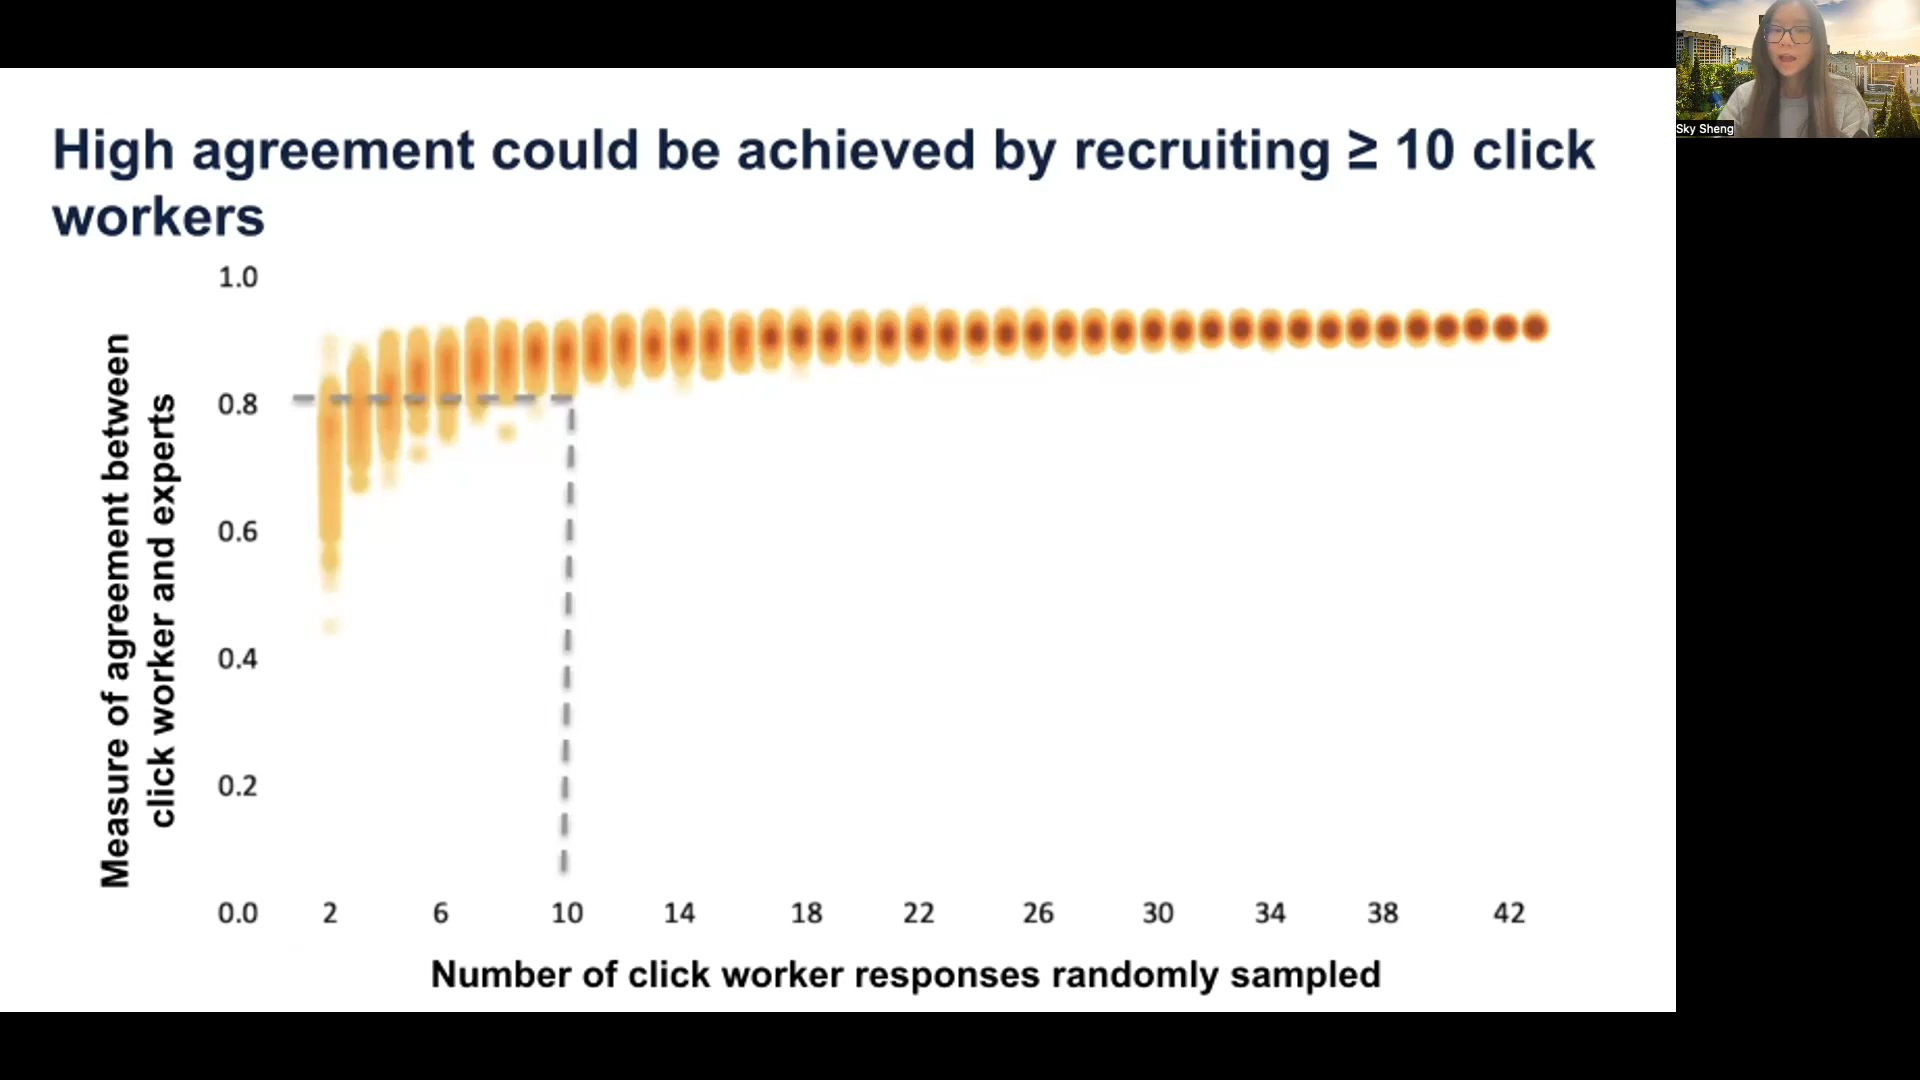 High agreement could be achieved by recruiting ≥ 10 click
workers
Sky Sheng
Measure of agreement between
click worker and experts
1.0
0.8
0.6
0.4
0.2
0.0
2 6 10 14 18 22 26 30 34 38 42
Number of click worker responses randomly sampled